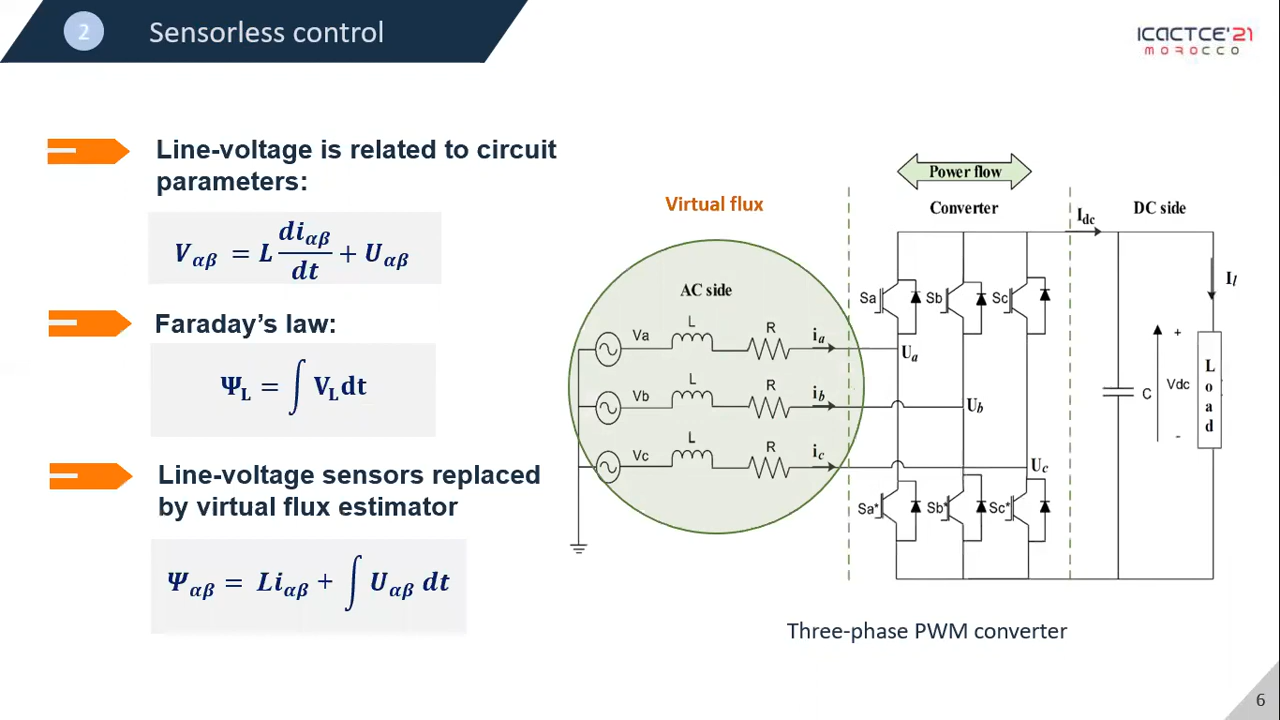 2
Sensorless control
ICACTCE'21
MOROCCO
Line-voltage is related to circuit
parameters:
V_αβ = L di_αβ/dt + U_αβ
Faraday's law:
Ψ_L = ∫ V_L dt
Line-voltage sensors replaced
by virtual flux estimator
Ψ_αβ = Li_αβ + ∫ U_αβ dt
Virtual flux
Power flow
Converter
I_dc
DC side
AC side
Sa Sb Sc
I_l
Va L R i_a
U_a
Vb L R i_b
U_b
Vc L R i_c
U_c
C
+
Vdc
-
L
o
a
d
Sa* Sb* Sc*
Three-phase PWM converter
6